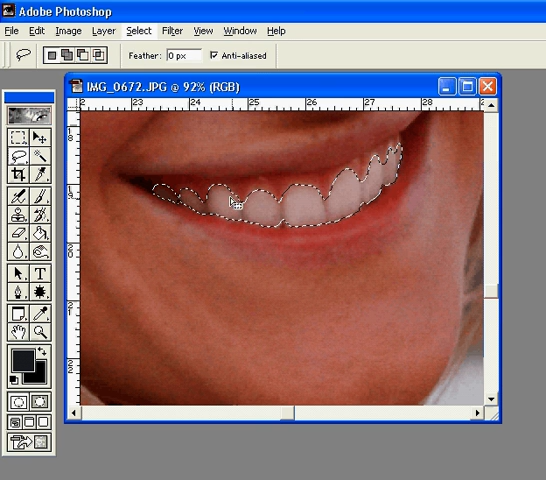 Adobe Photoshop
File Edit Image Layer Select Filter View Window Help
Feather: 0 px Anti-aliased
IMG_0672.JPG @ 92% (RGB)
23 24 25 26 27 28
T